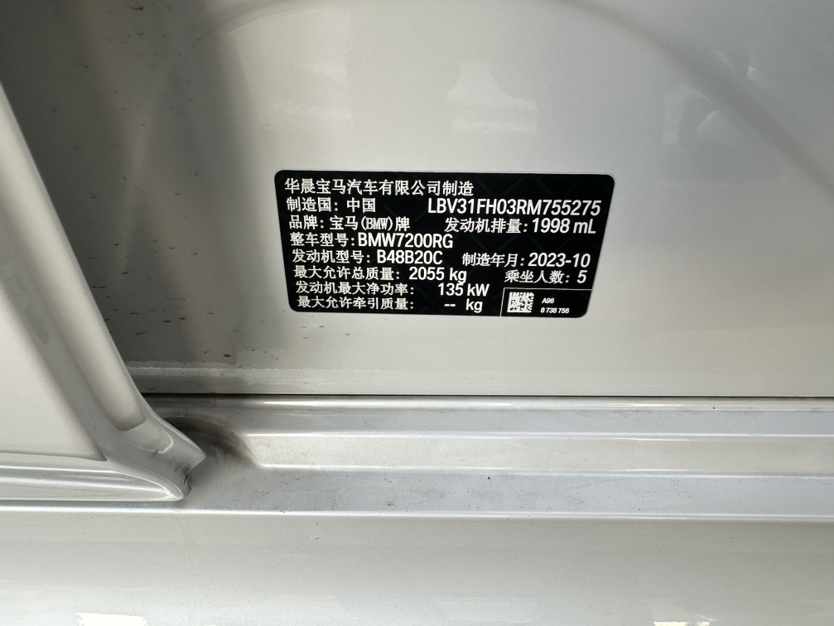 华晨宝马汽车有限公司制造
制造国: 中国 LBV31FH03RM755275
品牌: 宝马(BMW)牌 发动机排量: 1998 mL
整车型号: BMW7200RG
发动机型号: B48B20C 制造年月: 2023-10
最大允许总质量: 2055 kg 乘坐人数: 5
发动机最大净功率: 135 kW
最大允许牵引质量: -- kg
A96
8 738 756